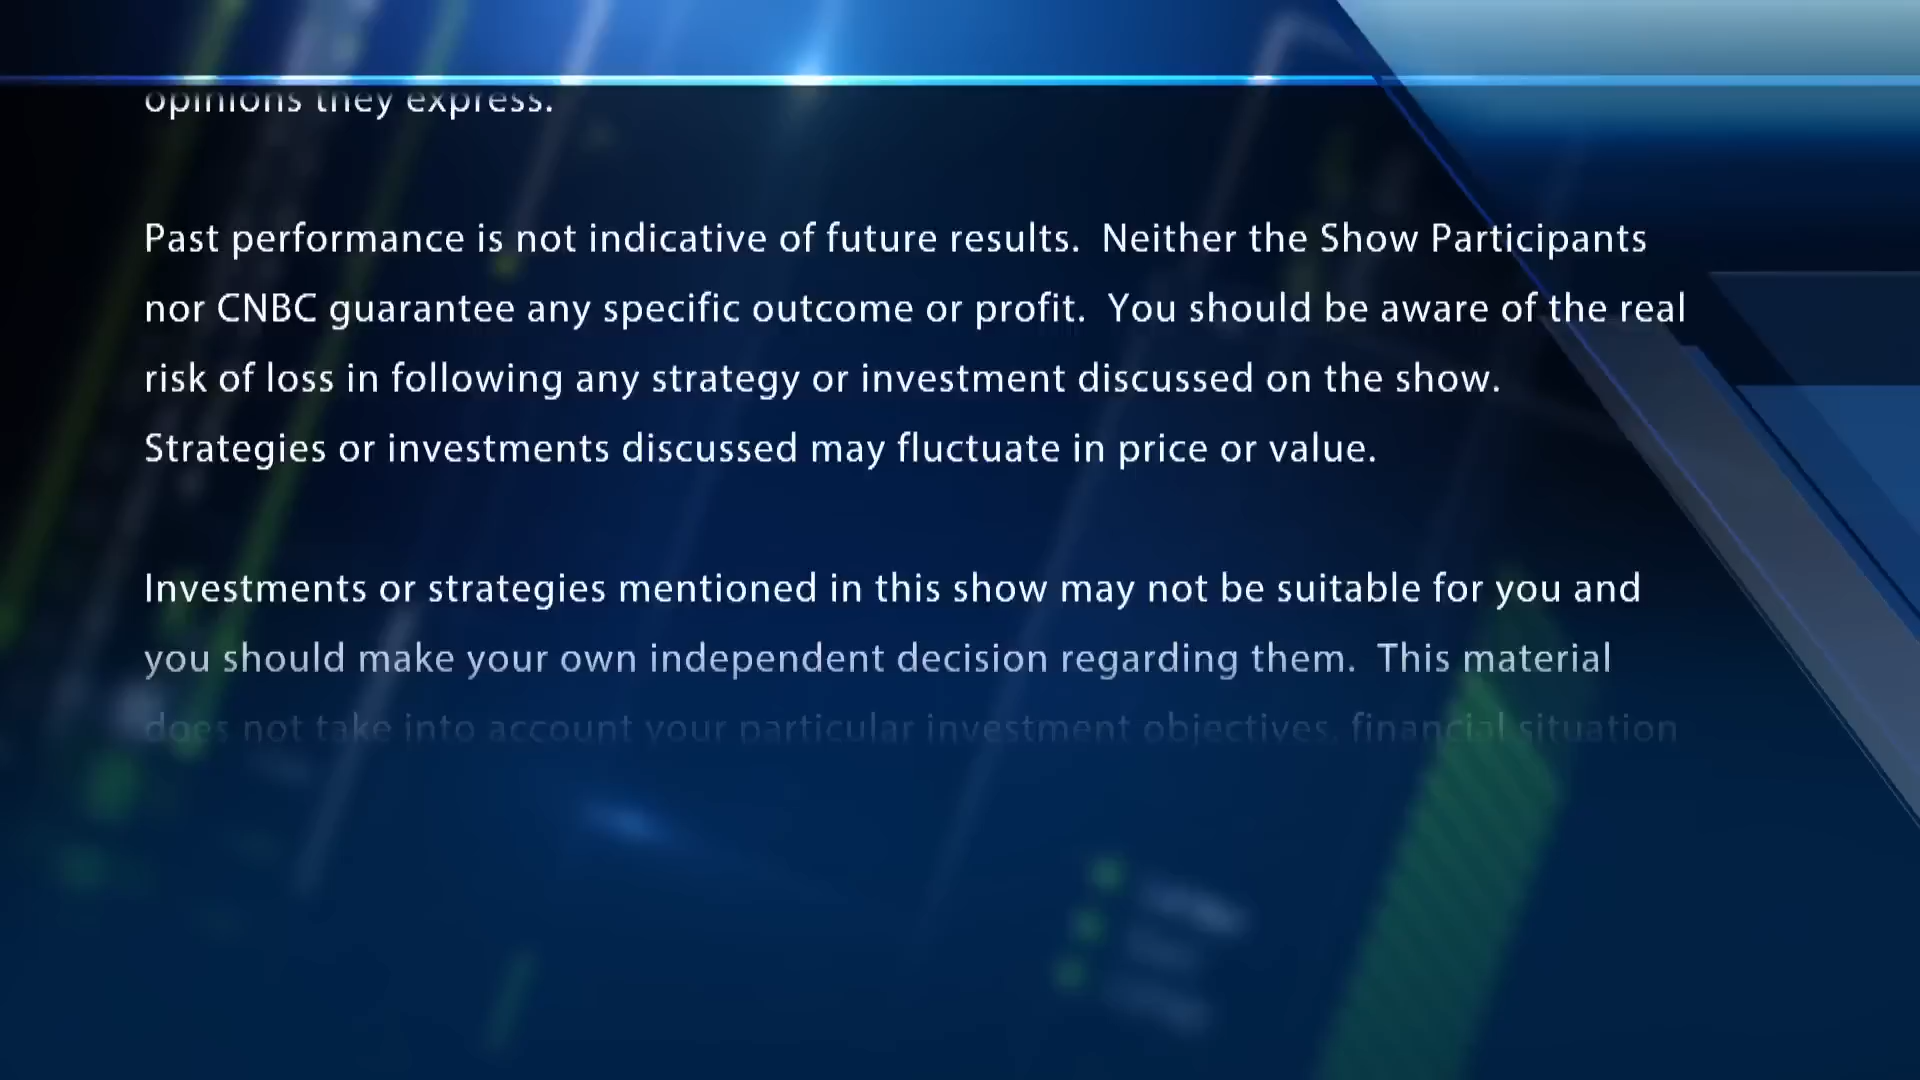 opinions they express.
Past performance is not indicative of future results.  Neither the Show Participants
nor CNBC guarantee any specific outcome or profit.  You should be aware of the real
risk of loss in following any strategy or investment discussed on the show.
Strategies or investments discussed may fluctuate in price or value.
Investments or strategies mentioned in this show may not be suitable for you and
you should make your own independent decision regarding them.  This material
does not take into account your particular investment objectives, financial situation